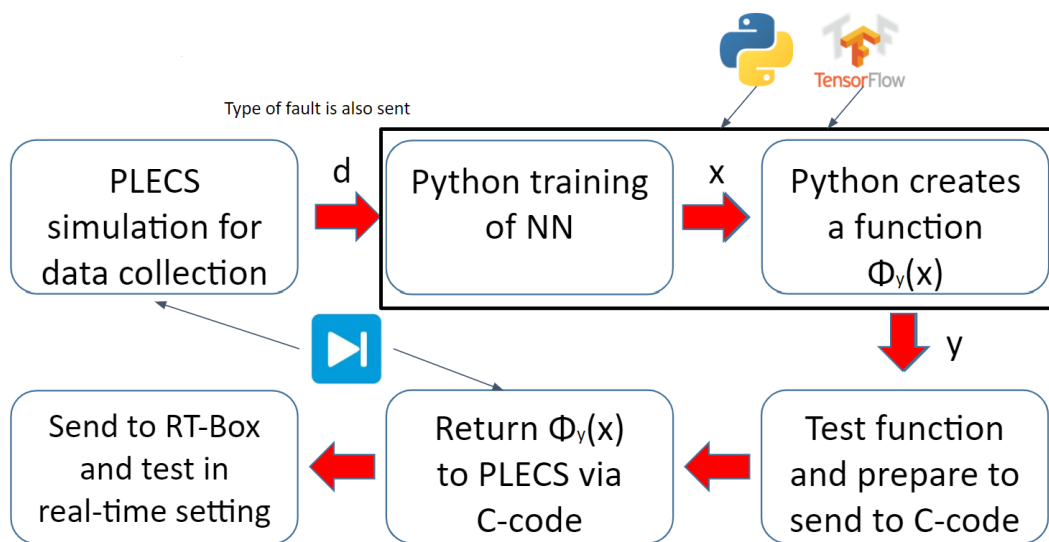 TensorFlow
Type of fault is also sent
PLECS
simulation for
data collection
d
Python training
of NN
x
Python creates
a function
Φy(x)
y
Test function
and prepare to
send to C-code
Return Φy(x)
to PLECS via
C-code
Send to RT-Box
and test in
real-time setting